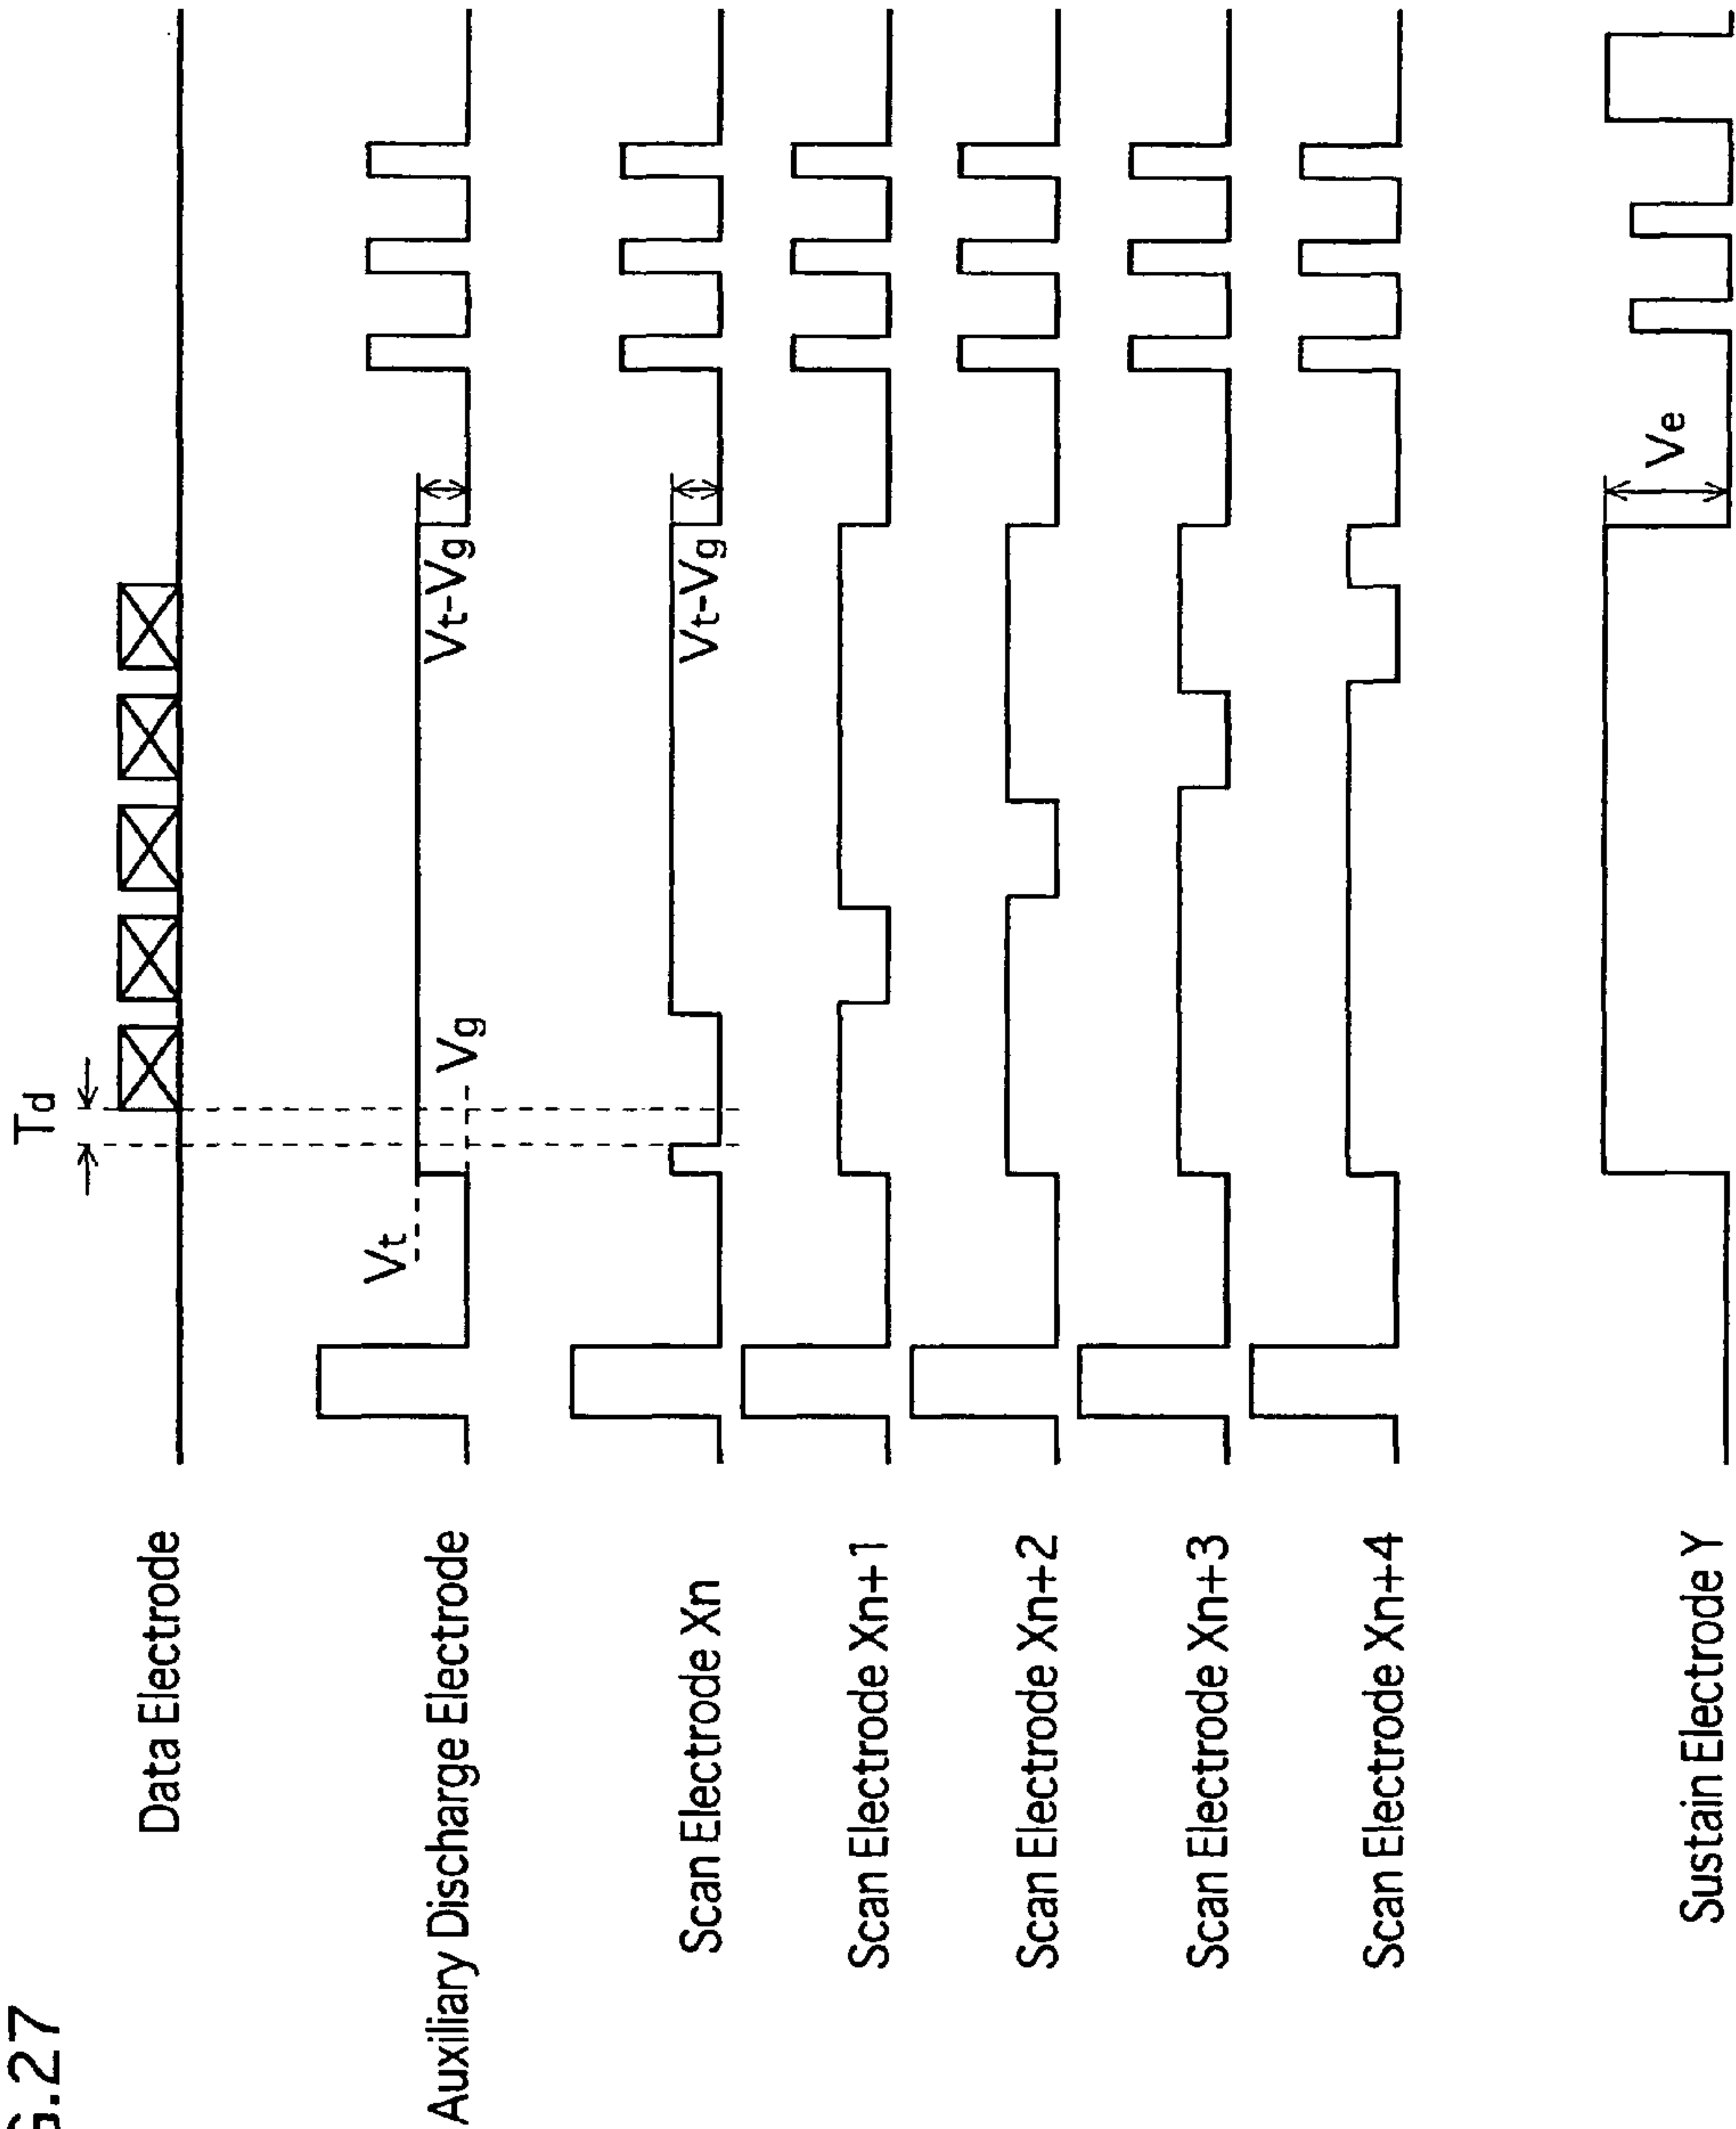 G.27
Td
Data Electrode
Vt
Vg
Vt-Vg
Auxiliary Discharge Electrode
Vt-Vg
Scan Electrode Xn
Scan Electrode Xn+1
Scan Electrode Xn+2
Scan Electrode Xn+3
Scan Electrode Xn+4
Ve
Sustain Electrode Y